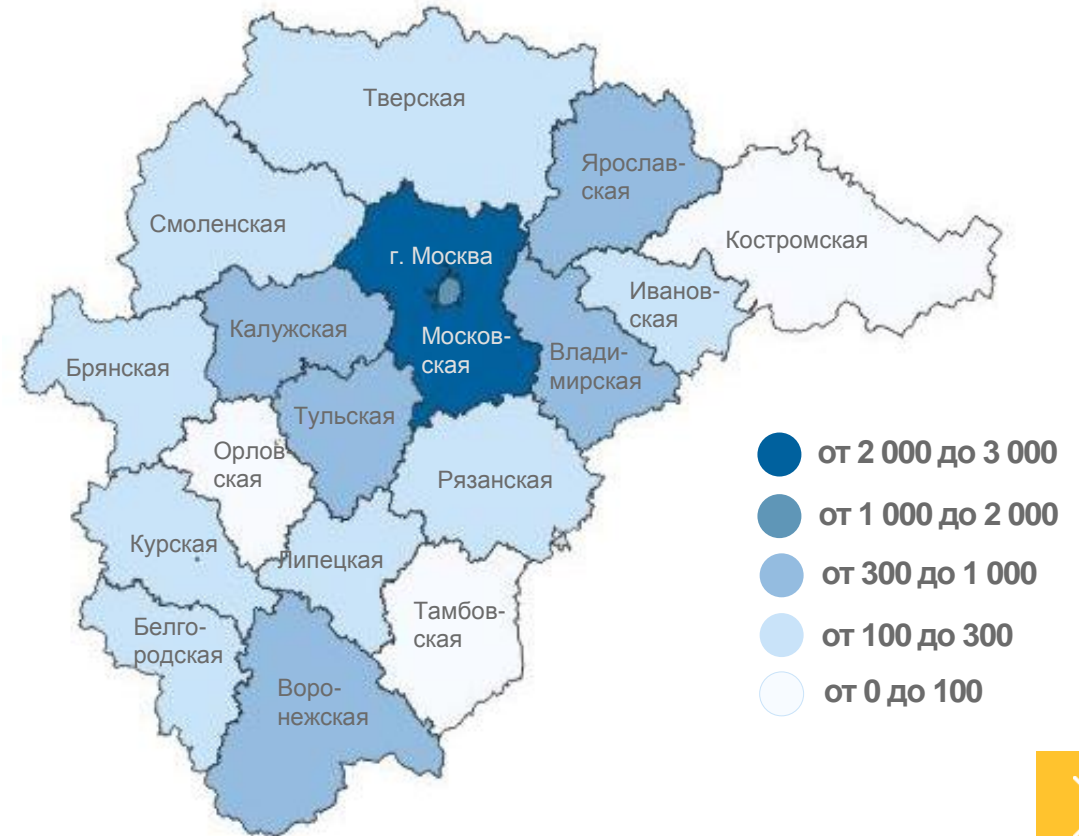 Тверская
Ярослав-
ская
Смоленская
Костромская
г. Москва
Иванов-
ская
Калужская
Москов-
ская
Влади-
мирская
Брянская
Тульская
Орлов
ская
Рязанская
Курская
Липецкая
Тамбов-
ская
Белго-
родская
Воро-
нежская
от 2 000 до 3 000
от 1 000 до 2 000
от 300 до 1 000
от 100 до 300
от 0 до 100